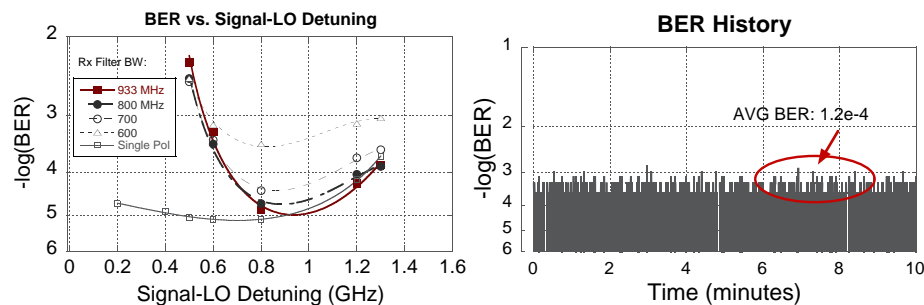 BER vs. Signal-LO Detuning
2
3
4
5
6
-log(BER)
Rx Filter BW:
933 MHz
800 MHz
700
600
Single Pol
0 0.2 0.4 0.6 0.8 1 1.2 1.4 1.6
Signal-LO Detuning (GHz)
BER History
1
2
3
4
5
6
-log(BER)
AVG BER: 1.2e-4
0 2 4 6 8 10
Time (minutes)